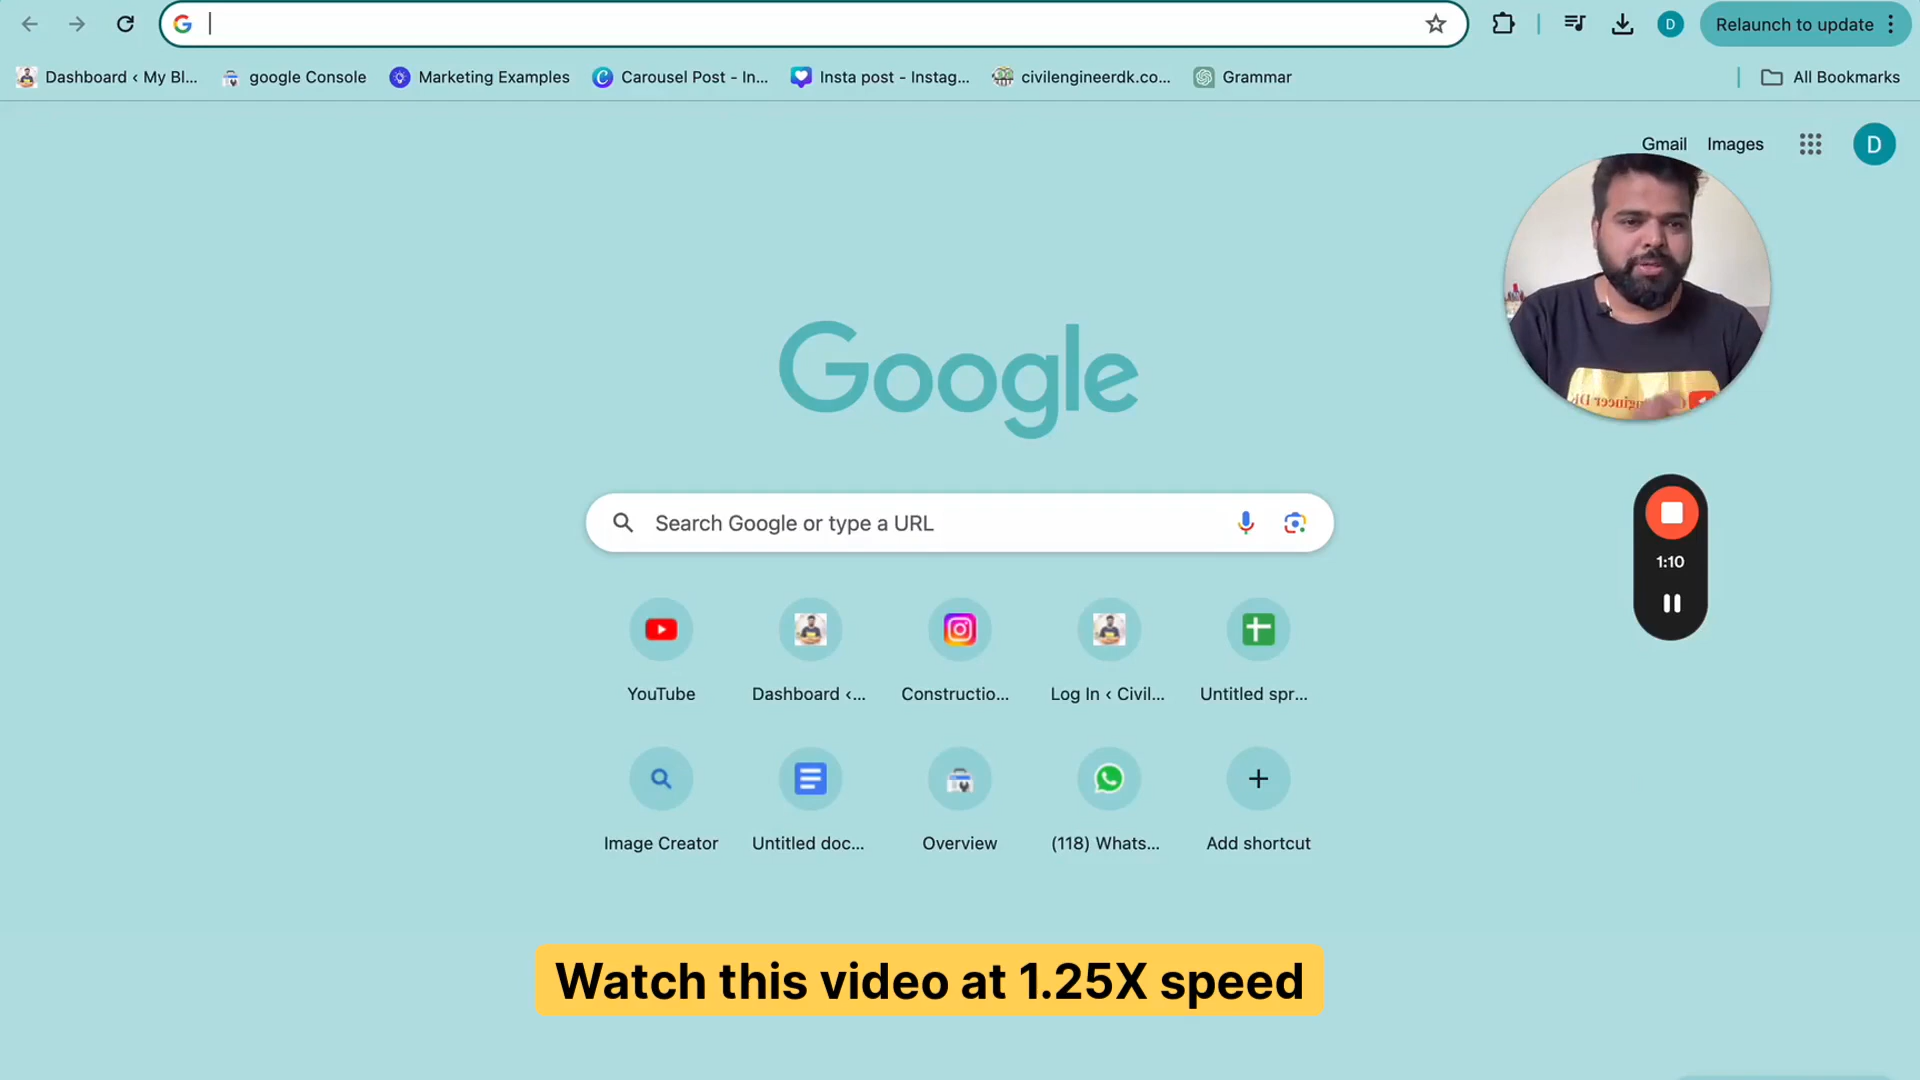 D
Relaunch to update
Dashboard ‹ My Bl...
google Console
Marketing Examples
Carousel Post - In...
Insta post - Instag...
civilengineerdk.co...
Grammar
All Bookmarks
Gmail
Images
D
Google
Search Google or type a URL
1:10
YouTube
Dashboard ‹...
Constructio...
Log In ‹ Civil...
Untitled spr...
Image Creator
Untitled doc...
Overview
(118) Whats...
Add shortcut
Watch this video at 1.25X speed